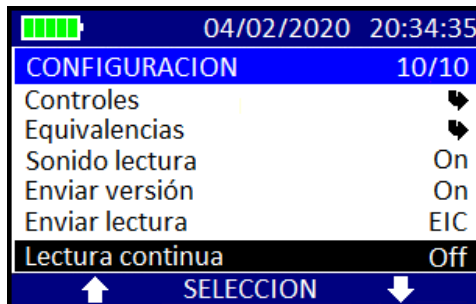 04/02/2020 20:34:35
CONFIGURACION 10/10
Controles
Equivalencias
Sonido lectura On
Enviar versión On
Enviar lectura EIC
Lectura continua Off
SELECCION